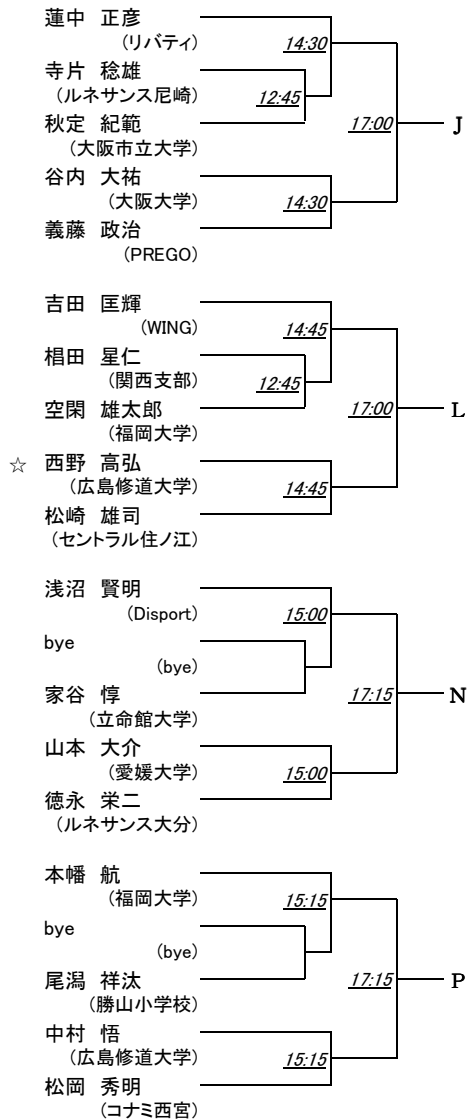 蓮中 正彦
(リバティ)
14:30
寺片 稔雄
(ルネサンス尼崎)
12:45
秋定 紀範
17:00
J
(大阪市立大学)
谷内 大祐
(大阪大学)
14:30
義藤 政治
(PREGO)
吉田 匡輝
(WING)
14:45
椙田 星仁
(関西支部)
12:45
空閑 雄太郎
17:00
L
(福岡大学)
☆ 西野 高弘
(広島修道大学)
14:45
松崎 雄司
(セントラル住ノ江)
浅沼 賢明
(Disport)
15:00
bye
(bye)
家谷 惇
17:15
N
(立命館大学)
山本 大介
(愛媛大学)
15:00
徳永 栄二
(ルネサンス大分)
本幡 航
(福岡大学)
15:15
bye
(bye)
尾潟 祥汰
17:15
P
(勝山小学校)
中村 悟
(広島修道大学)
15:15
松岡 秀明
(コナミ西宮)